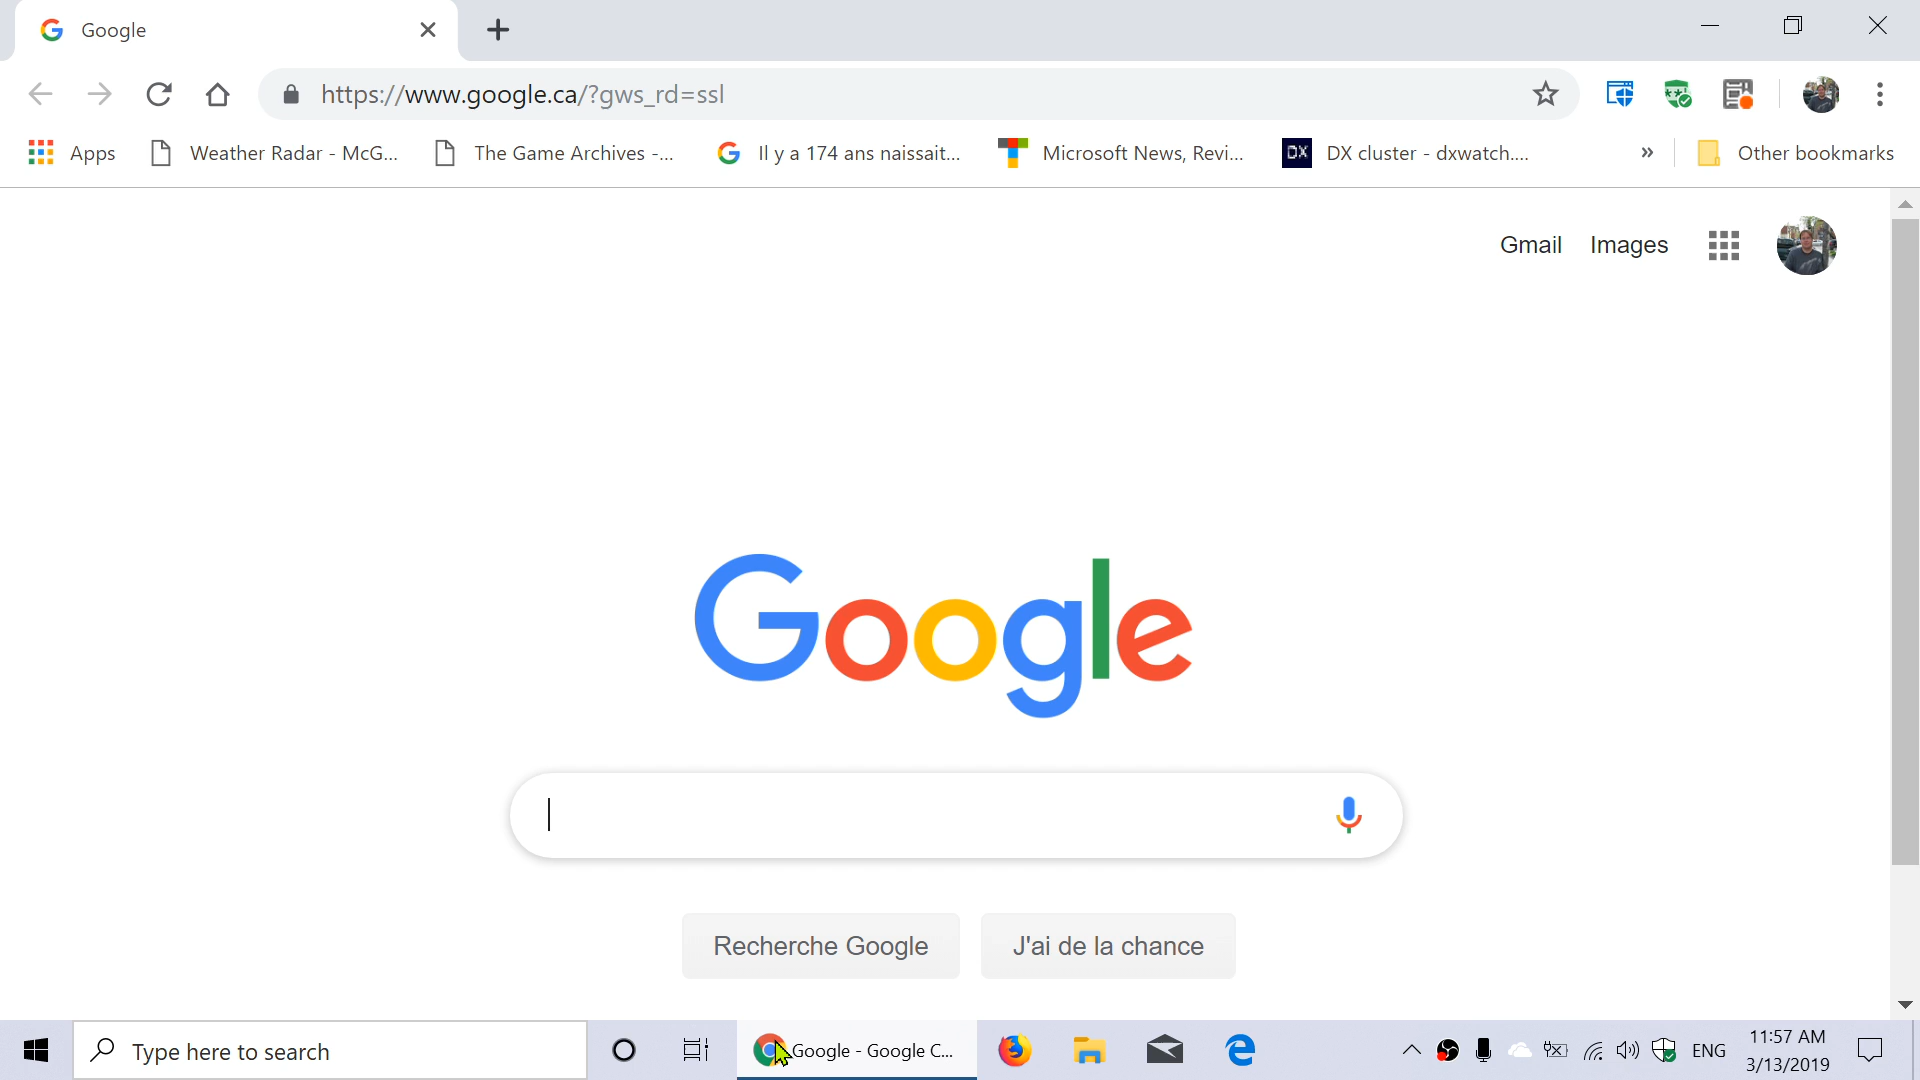 Google
https://www.google.ca/?gws_rd=ssl
Apps Weather Radar - McG... The Game Archives -... Il y a 174 ans naissait... Microsoft News, Revi... DX DX cluster - dxwatch.... » Other bookmarks
Gmail Images
Google
Recherche Google J'ai de la chance
Type here to search Google - Google C... ENG 11:57 AM
3/13/2019